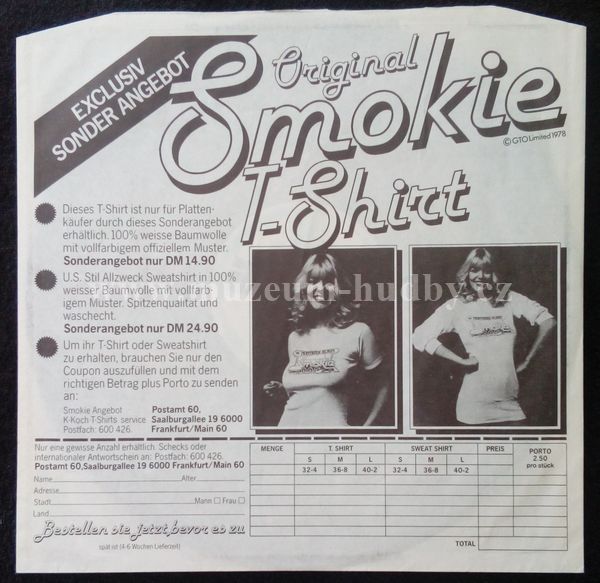 EXCLUSIV
SONDER ANGEBOT
Original
Smokie
T-Shirt
© GTO Limited 1978
Dieses T-Shirt ist nur für Platten-
käufer durch dieses Sonderangebot
erhältlich. 100% weisse Baumwolle
mit vollfarbigem offiziellem Muster.
Sonderangebot nur DM 14.90
U.S. Stil Allzweck Sweatshirt in 100%
weisser Baumwolle mit vollfarb-
igem Muster. Spitzenqualität und
waschecht.
Sonderangebot nur DM 24.90
Um ihr T-Shirt oder Sweatshirt
zu erhalten, brauchen Sie nur den
Coupon auszufüllen und mit dem
richtigen Betrag plus Porto zu senden
an:
Smokie Angebot
K-Koch T-Shirts service
Postfach: 600 426.
Postamt 60,
Saalburgallee 19 6000
Frankfurt/Main 60
muzeum-hudby.cz
Nur eine gewisse Anzahl erhältlich. Schecks oder
internationaler Antwortschein an: Postfach: 600 426.
Postamt 60, Saalburgallee 19 6000 Frankfurt/Main 60
Name Alter
Adresse
Stadt Mann □ Frau □
Land
Bestellen sie jetzt bevor es zu
spät ist (4-6 Wochen Lieferzeit)
MENGE T. SHIRT SWEAT SHIRT PREIS PORTO
S M L S M L 2.50
32-4 36-8 40-2 32-4 36-8 40-2 pro stück
TOTAL